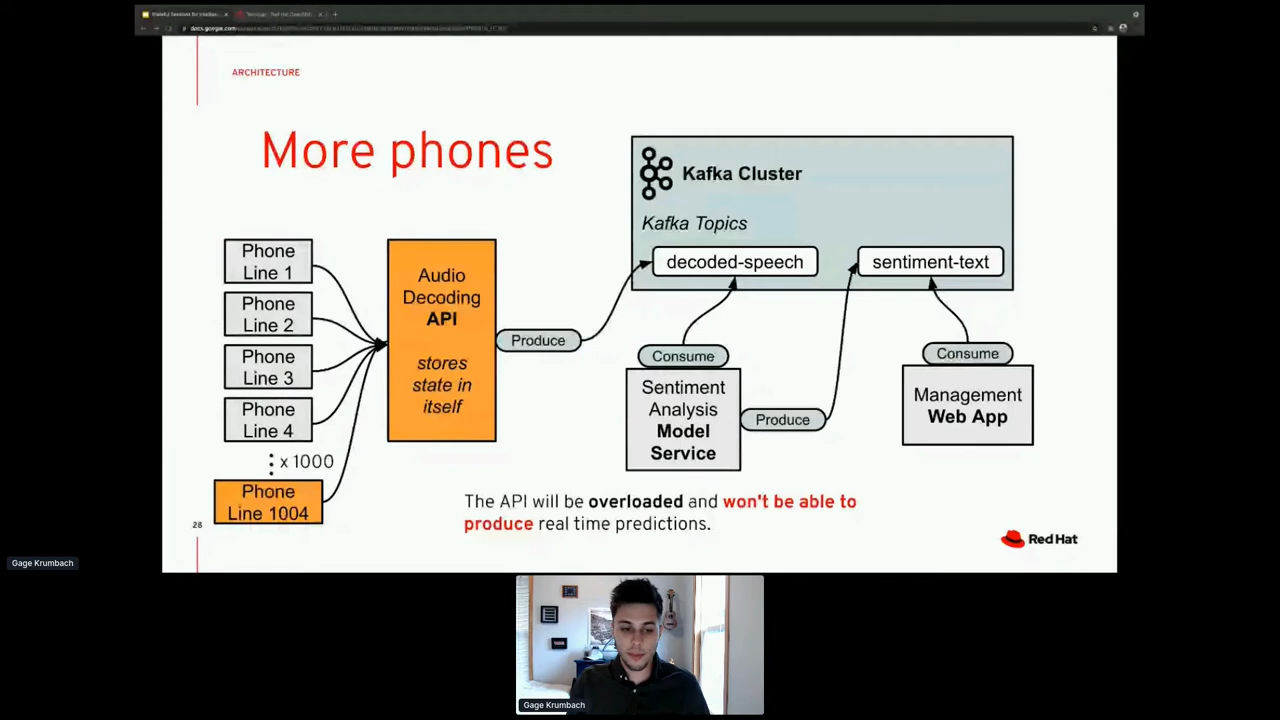 docs.google.com
ARCHITECTURE
More phones
Kafka Cluster
Kafka Topics
decoded-speech
sentiment-text
Phone
Line 1
Phone
Line 2
Phone
Line 3
Phone
Line 4
x 1000
Phone
Line 1004
Audio
Decoding
API
stores
state in
itself
Produce
Consume
Sentiment
Analysis
Model
Service
Produce
Consume
Management
Web App
The API will be overloaded and won't be able to
produce real time predictions.
28
Red Hat
Gage Krumbach
Gage Krumbach